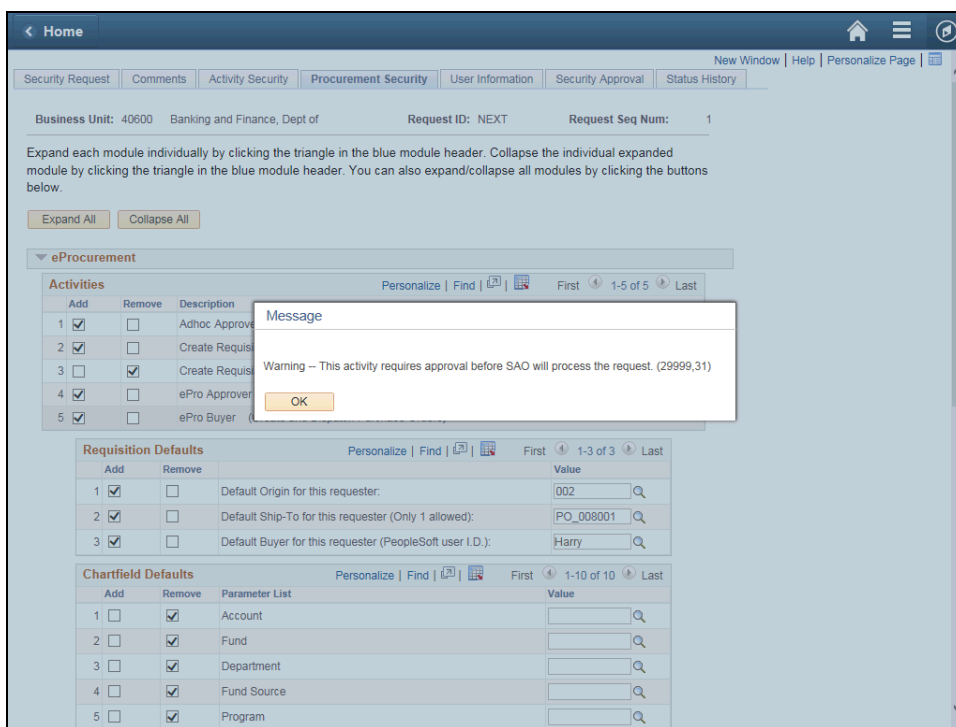 Home
New Window | Help | Personalize Page |
Security Request Comments Activity Security Procurement Security User Information Security Approval Status History
Business Unit: 40600 Banking and Finance, Dept of Request ID: NEXT Request Seq Num: 1
Expand each module individually by clicking the triangle in the blue module header. Collapse the individual expanded
module by clicking the triangle in the blue module header. You can also expand/collapse all modules by clicking the buttons
below.
Expand All Collapse All
eProcurement
Activities Personalize | Find | | First 1-5 of 5 Last
Add Remove Description
1 Adhoc Approve
2 Create Requisi
3 Create Requisi
4 ePro Approver
5 ePro Buyer
Message
Warning -- This activity requires approval before SAO will process the request. (29999,31)
OK
Requisition Defaults Personalize | Find | | First 1-3 of 3 Last
Add Remove Value
1 Default Origin for this requester: 002
2 Default Ship-To for this requester (Only 1 allowed): PO_008001
3 Default Buyer for this requester (PeopleSoft user I.D.): Harry
Chartfield Defaults Personalize | Find | | First 1-10 of 10 Last
Add Remove Parameter List Value
1 Account
2 Fund
3 Department
4 Fund Source
5 Program